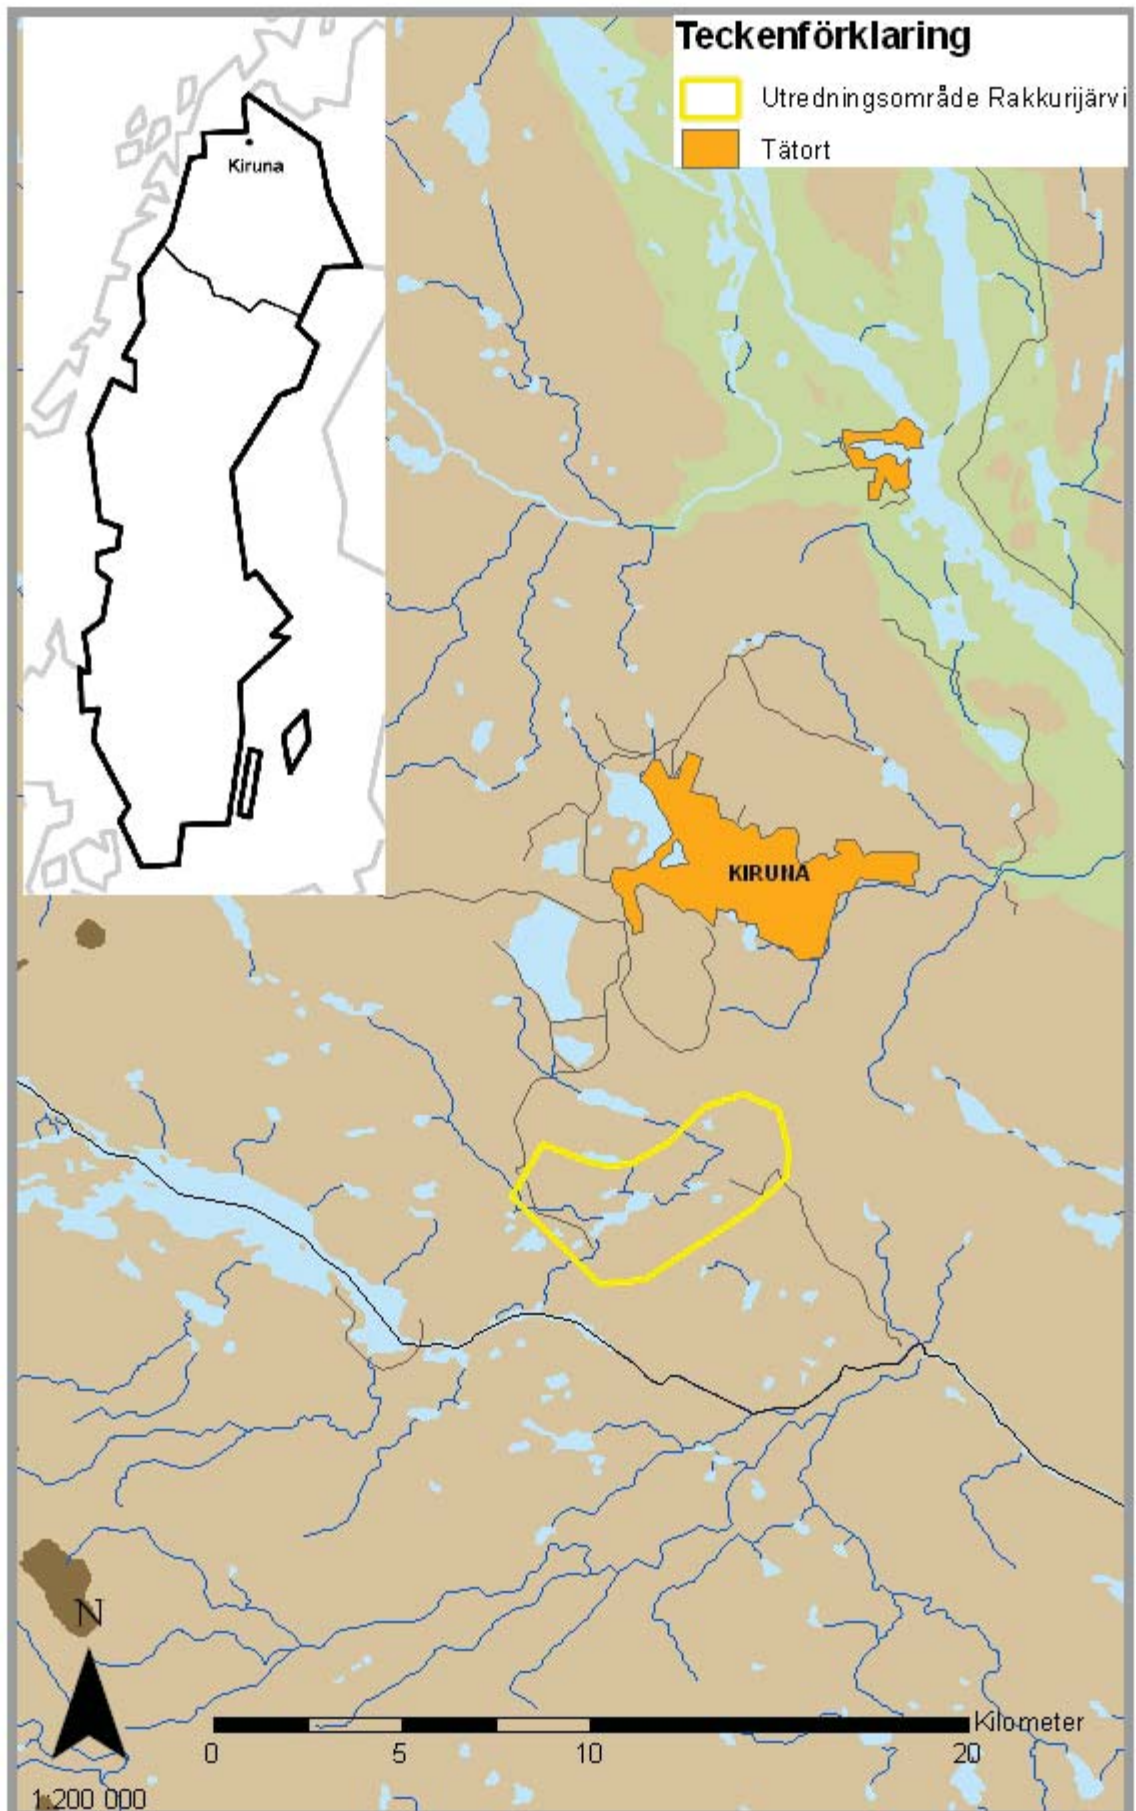 Teckenförklaring
Utredningsområde Rakkurijärvi
Tätort
Kiruna
KIRUNA
N
Kilometer
0 5 10 20
1:200 000